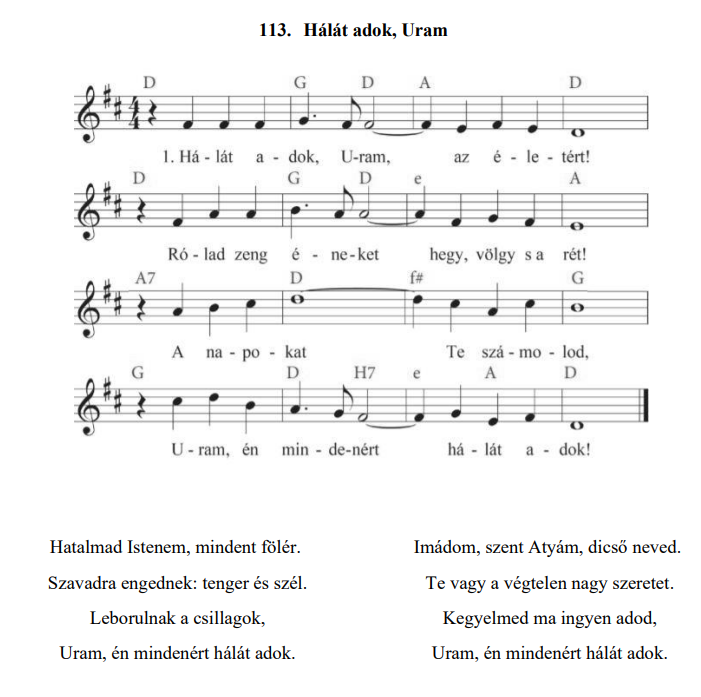 113. Hálát adok, Uram
D G D A D
4
4
1. Há - lát a - dok, U-ram, az é - le - tért!
D G D e A
Ró - lad zeng é - ne-ket hegy, völgy s a rét!
A7 D f# G
A na - po - kat Te szá - mo - lod,
G D H7 e A D
U - ram, én min - de-nért há - lát a - dok!
Hatalmad Istenem, mindent fölér.
Szavadra engednek: tenger és szél.
Leborulnak a csillagok,
Uram, én mindenért hálát adok.
Imádom, szent Atyám, dicső neved.
Te vagy a végtelen nagy szeretet.
Kegyelmed ma ingyen adod,
Uram, én mindenért hálát adok.